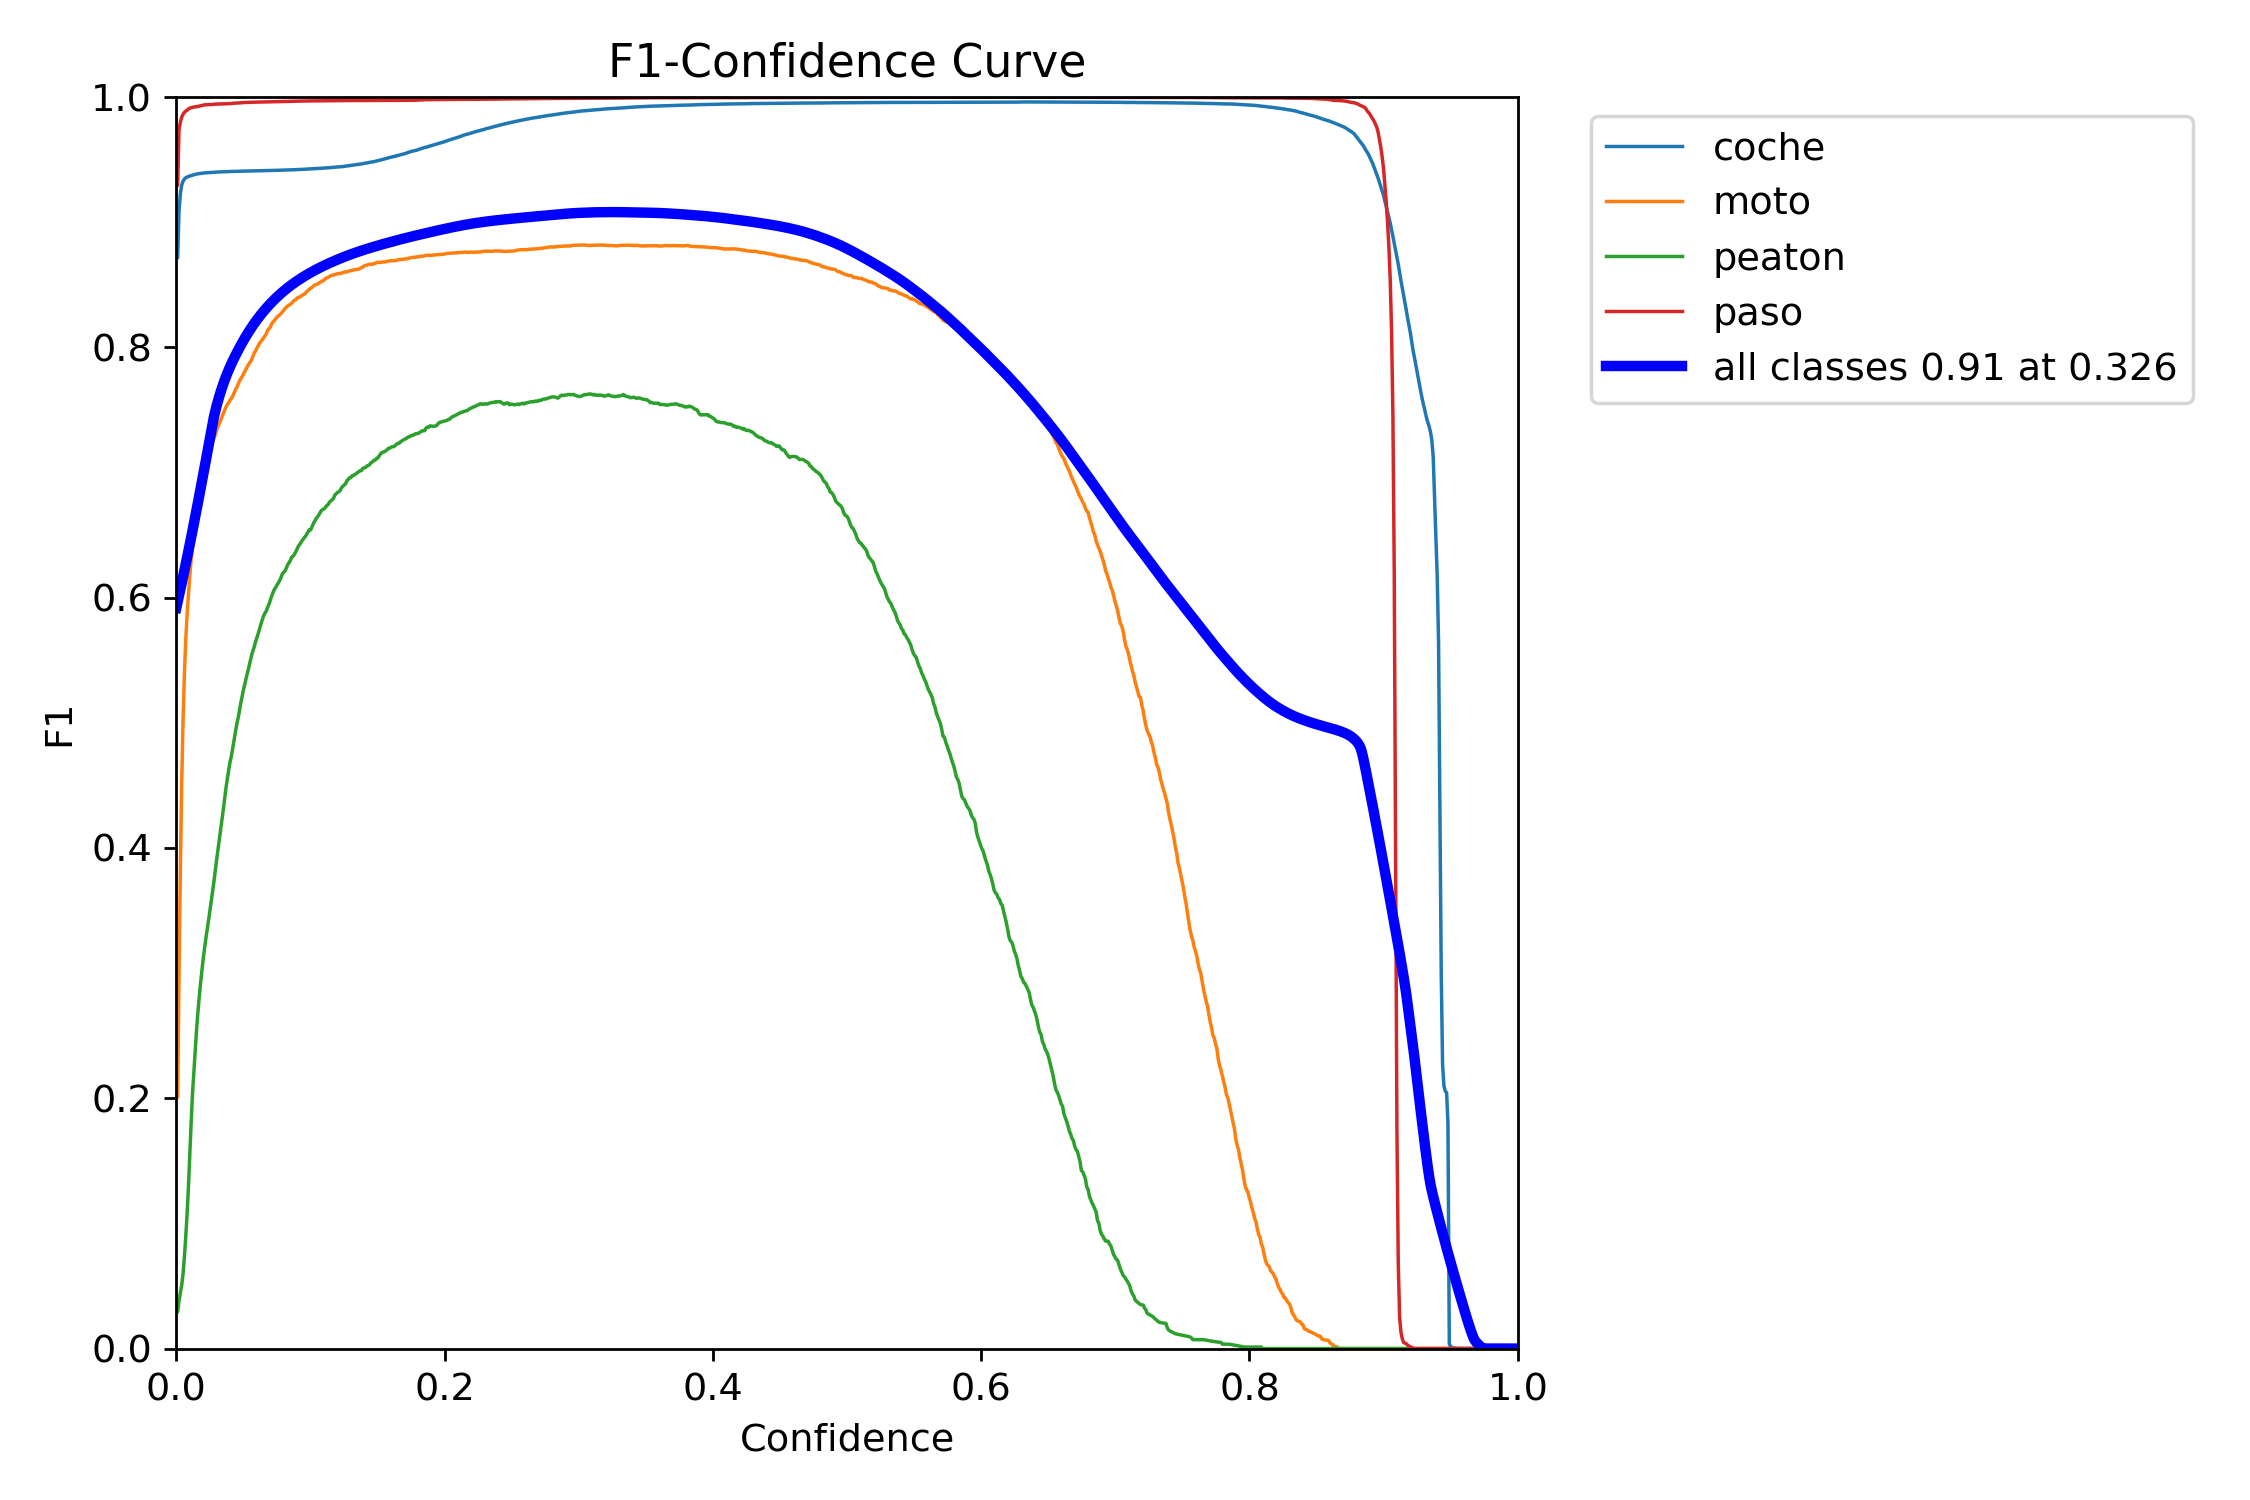 F1-Confidence Curve
1.0
0.8
0.6
0.4
0.2
0.0
F1
0.0 0.2 0.4 0.6 0.8 1.0
Confidence
coche
moto
peaton
paso
all classes 0.91 at 0.326